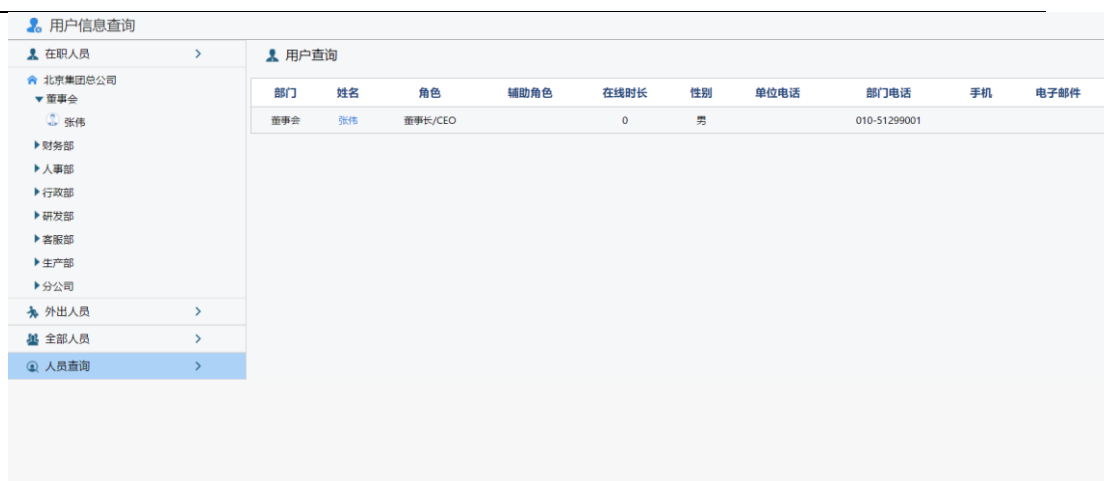 用户信息查询
在职人员
北京集团总公司
董事会
张伟
财务部
人事部
行政部
研发部
客服部
生产部
分公司
外出人员
全部人员
人员查询
用户查询
部门 姓名 角色 辅助角色 在线时长 性别 单位电话 部门电话 手机 电子邮件
董事会 张伟 董事长/CEO 0 男 010-51299001